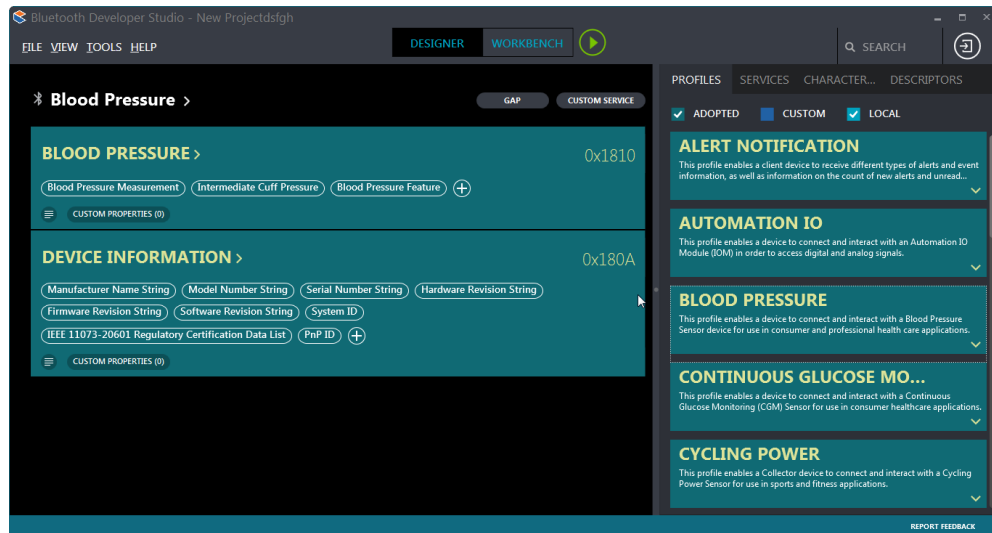 Bluetooth Developer Studio - New Projectdsfgh
FILE VIEW TOOLS HELP
DESIGNER WORKBENCH
SEARCH
Blood Pressure >
GAP CUSTOM SERVICE
BLOOD PRESSURE > 0x1810
Blood Pressure Measurement Intermediate Cuff Pressure Blood Pressure Feature
CUSTOM PROPERTIES (0)
DEVICE INFORMATION > 0x180A
Manufacturer Name String Model Number String Serial Number String Hardware Revision String
Firmware Revision String Software Revision String System ID
IEEE 11073-20601 Regulatory Certification Data List PnP ID
CUSTOM PROPERTIES (0)
PROFILES SERVICES CHARACTER... DESCRIPTORS
ADOPTED CUSTOM LOCAL
ALERT NOTIFICATION
This profile enables a client device to receive different types of alerts and event
information, as well as information on the count of new alerts and unread...
AUTOMATION IO
This profile enables a device to connect and interact with an Automation IO
Module (IOM) in order to access digital and analog signals.
BLOOD PRESSURE
This profile enables a device to connect and interact with a Blood Pressure
Sensor device for use in consumer and professional health care applications.
CONTINUOUS GLUCOSE MO...
This profile enables a device to connect and interact with a Continuous
Glucose Monitoring (CGM) Sensor for use in consumer healthcare applications.
CYCLING POWER
This profile enables a Collector device to connect and interact with a Cycling
Power Sensor for use in sports and fitness applications.
REPORT FEEDBACK